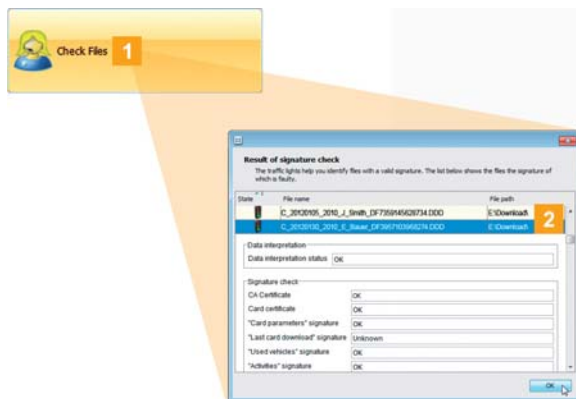 Check Files 1
Result of signature check
The traffic lights help you identify files with a valid signature. The list below shows the files the signature of
which is faulty.
State File name File path
C_20120105_2010_J_Smith_DF7359145628734.DDD E:\Download\
C_20120130_2010_E_Bauer_DF3957103968274.DDD E:\Download\ 2
Data interpretation
Data interpretation status OK
Signature check
CA Certificate OK
Card certificate OK
"Card parameters" signature OK
"Last card download" signature Unknown
"Used vehicles" signature OK
"Activities" signature OK
OK